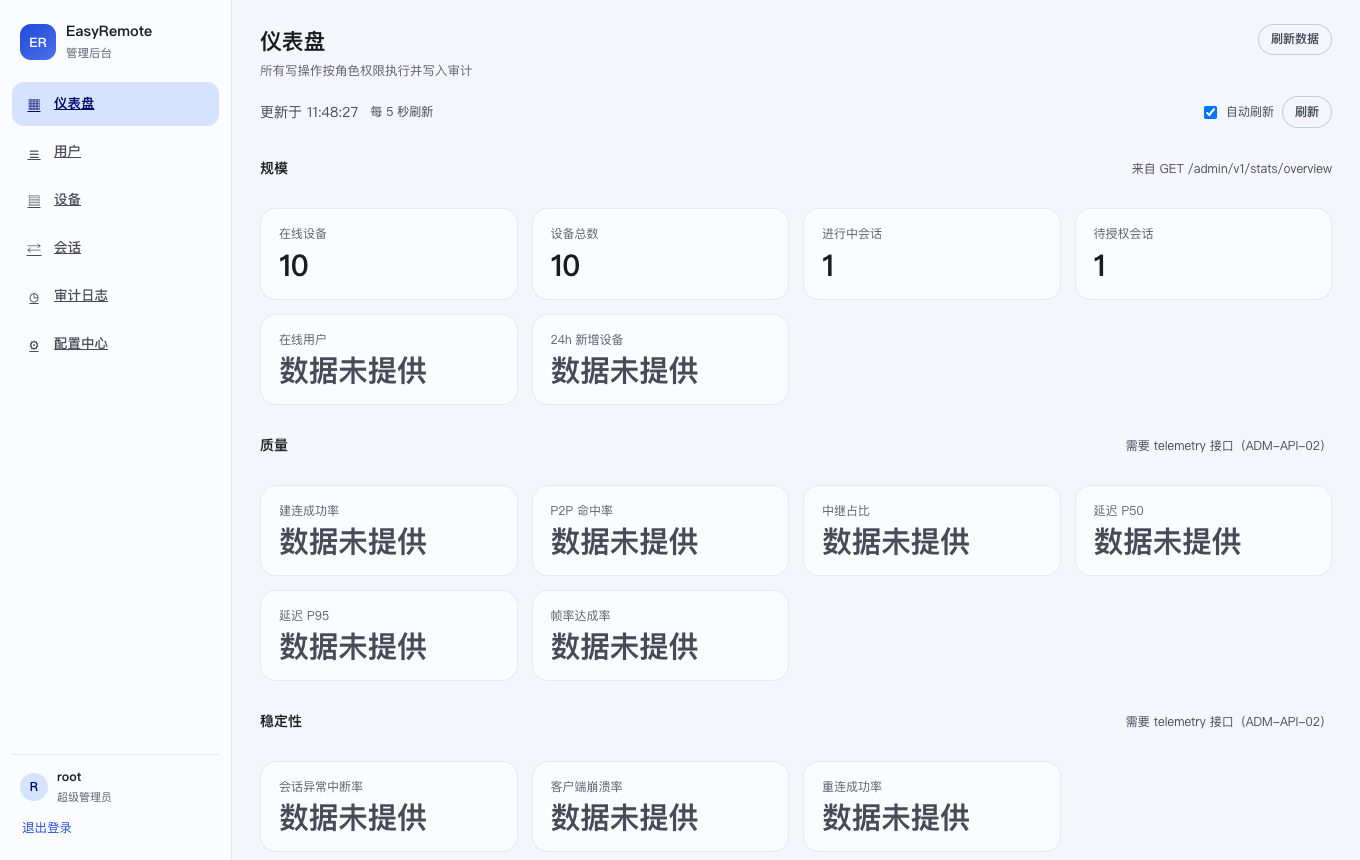 ER
EasyRemote
管理后台
仪表盘
用户
设备
会话
审计日志
配置中心
R
root
超级管理员
退出登录
仪表盘
刷新数据
所有写操作按角色权限执行并写入审计
更新于 11:48:27 每 5 秒刷新
自动刷新 刷新
规模
来自 GET /admin/v1/stats/overview
在线设备
10
设备总数
10
进行中会话
1
待授权会话
1
在线用户
数据未提供
24h 新增设备
数据未提供
质量
需要 telemetry 接口（ADM-API-02）
建连成功率
数据未提供
P2P 命中率
数据未提供
中继占比
数据未提供
延迟 P50
数据未提供
延迟 P95
数据未提供
帧率达成率
数据未提供
稳定性
需要 telemetry 接口（ADM-API-02）
会话异常中断率
数据未提供
客户端崩溃率
数据未提供
重连成功率
数据未提供